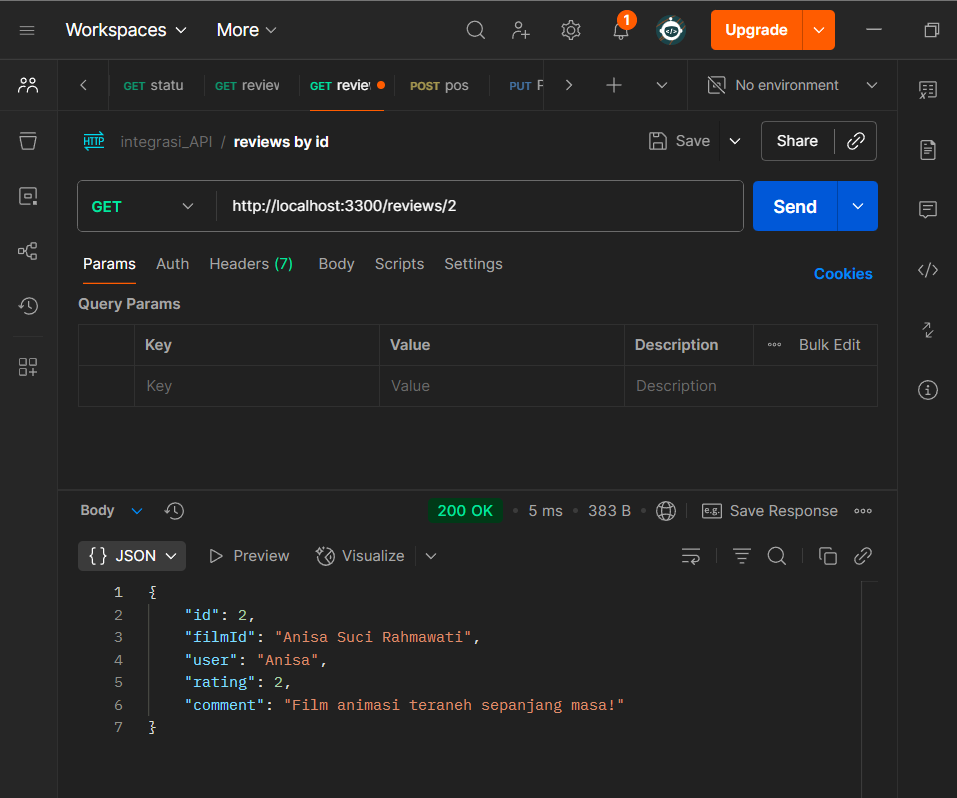 Workspaces More 1 Upgrade
GET statu GET review GET reviev POST pos PUT F No environment
HTTP integrasi_API / reviews by id Save Share
GET http://localhost:3300/reviews/2 Send
Params Auth Headers (7) Body Scripts Settings Cookies
Query Params
Key Value Description Bulk Edit
Key Value Description
Body 200 OK 5 ms 383 B e.g. Save Response
{} JSON Preview Visualize
1 {
2 "id": 2,
3 "filmId": "Anisa Suci Rahmawati",
4 "user": "Anisa",
5 "rating": 2,
6 "comment": "Film animasi teraneh sepanjang masa!"
7 }